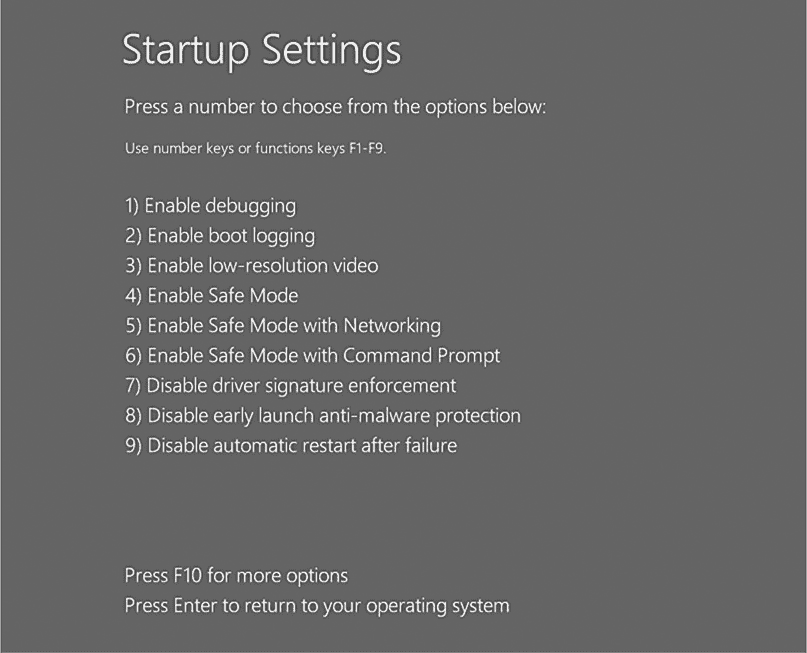 Startup Settings
Press a number to choose from the options below:
Use number keys or functions keys F1-F9.
1) Enable debugging
2) Enable boot logging
3) Enable low-resolution video
4) Enable Safe Mode
5) Enable Safe Mode with Networking
6) Enable Safe Mode with Command Prompt
7) Disable driver signature enforcement
8) Disable early launch anti-malware protection
9) Disable automatic restart after failure
Press F10 for more options
Press Enter to return to your operating system